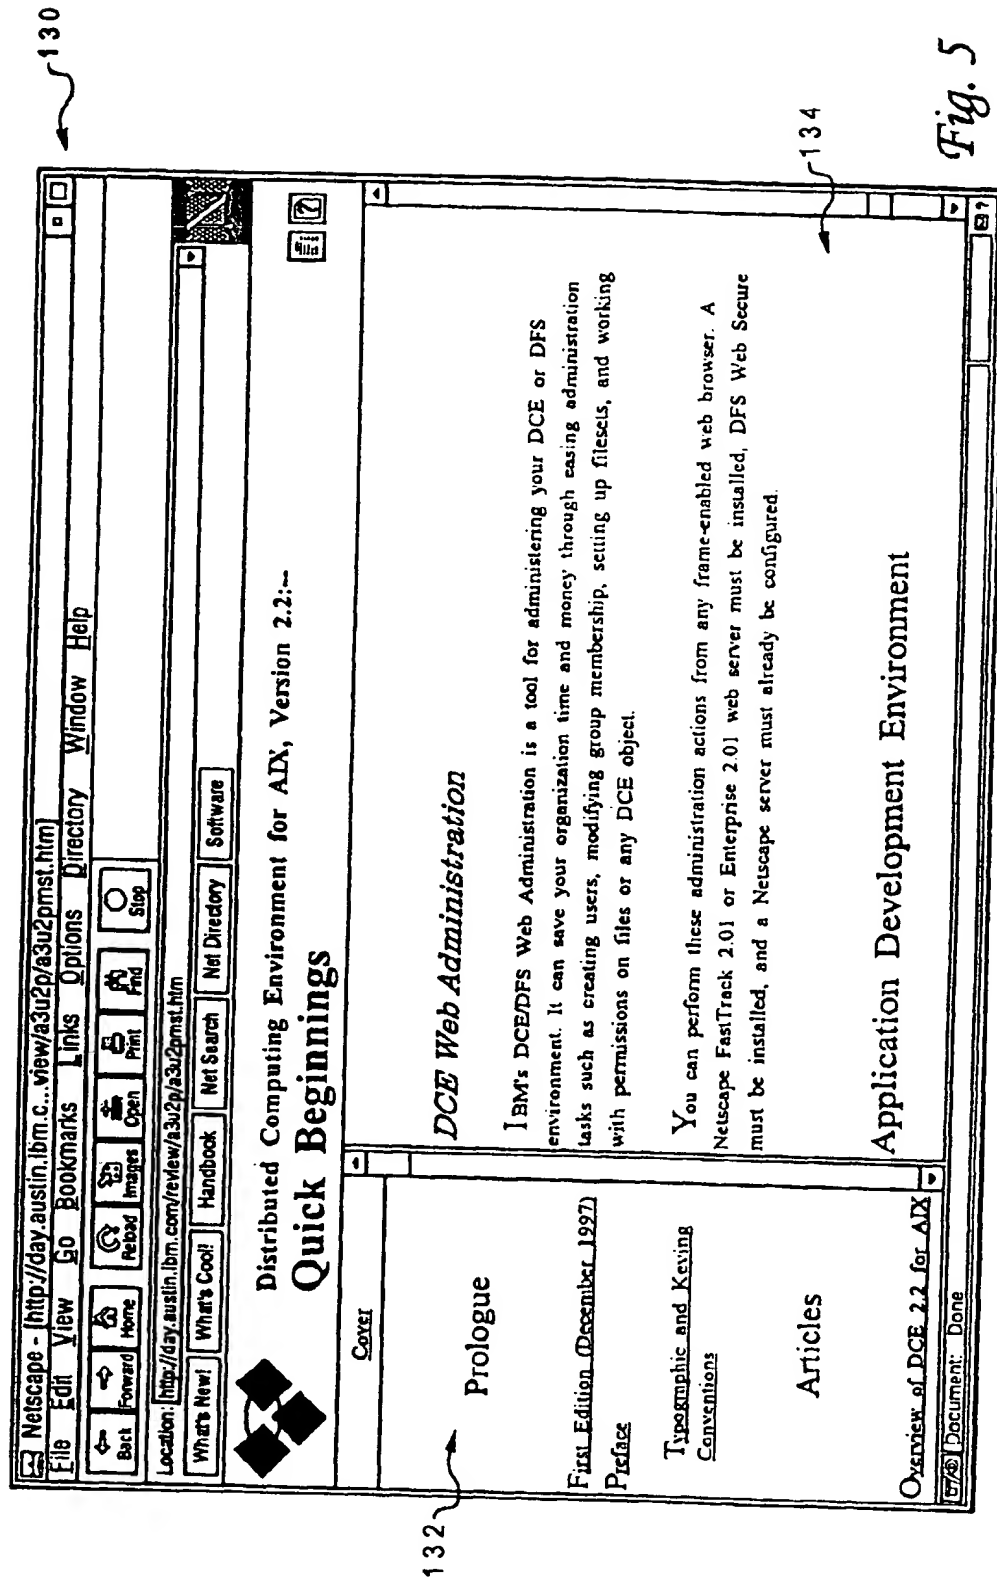 130
Netscape - [http://day.austin.ibm.c...view/a3u2p/a3u2pmst.htm]
File Edit View Go Bookmarks Links Options Directory Window Help
Back Forward Home Reload Images Open Print Find Stop
Location: http://day.austin.ibm.com/review/a3u2p/a3u2pmst.htm
What's New! What's Cool! Handbook Net Search Net Directory Software
Distributed Computing Environment for AIX, Version 2.2:--
Quick Beginnings
?
Cover
132
Prologue
First Edition (December 1997)
Preface
Typographic and Keying
Conventions
Articles
Overview of DCE 2.2 for AIX
DCE Web Administration
IBM's DCE/DFS Web Administration is a tool for administering your DCE or DFS
environment. It can save your organization time and money through easing administration
tasks such as creating users, modifying group membership, setting up filesets, and working
with permissions on files or any DCE object.
You can perform these administration actions from any frame-enabled web browser. A
Netscape FastTrack 2.01 or Enterprise 2.01 web server must be installed, DFS Web Secure
must be installed, and a Netscape server must already be configured.
Application Development Environment
134
Document: Done
?
Fig. 5